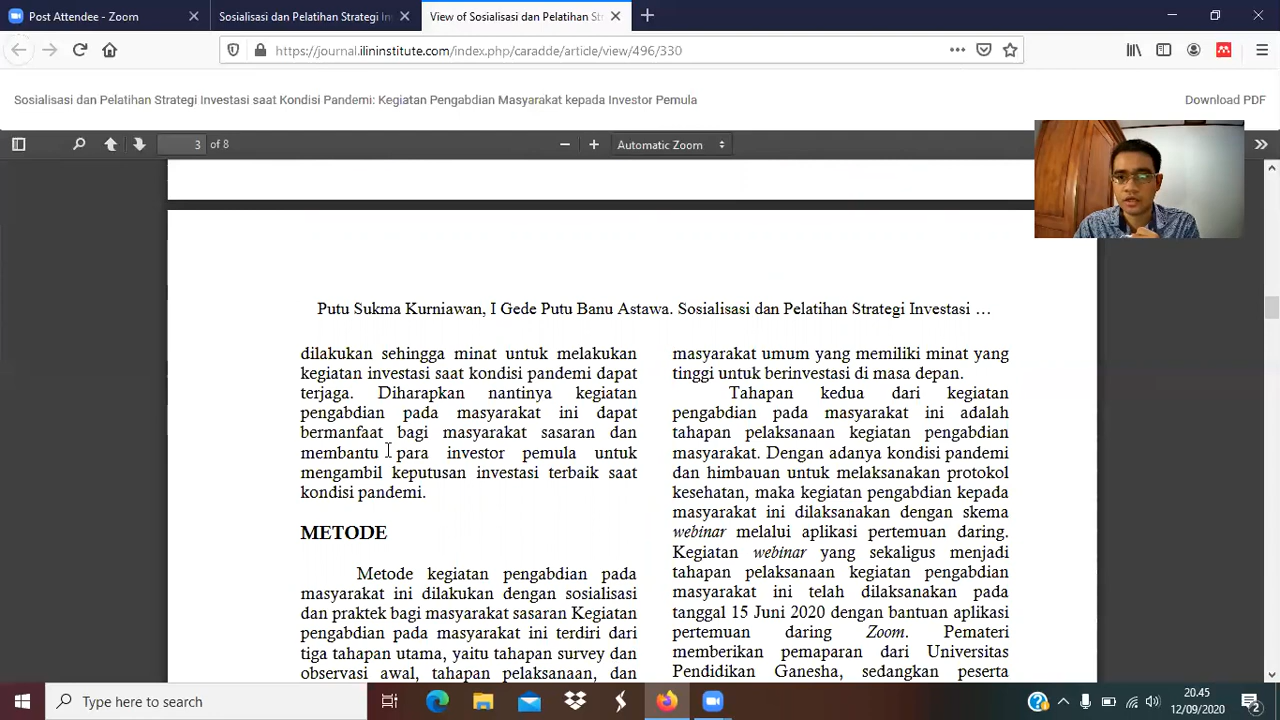 Post Attendee - Zoom
Sosialisasi dan Pelatihan Strategi In
View of Sosialisasi dan Pelatihan Str
https://journal.ilininstitute.com/index.php/caradde/article/view/496/330
Sosialisasi dan Pelatihan Strategi Investasi saat Kondisi Pandemi: Kegiatan Pengabdian Masyarakat kepada Investor Pemula
Download PDF
3 of 8
Automatic Zoom
Putu Sukma Kurniawan, I Gede Putu Banu Astawa. Sosialisasi dan Pelatihan Strategi Investasi …
dilakukan sehingga minat untuk melakukan
kegiatan investasi saat kondisi pandemi dapat
terjaga. Diharapkan nantinya kegiatan
pengabdian pada masyarakat ini dapat
bermanfaat bagi masyarakat sasaran dan
membantu para investor pemula untuk
mengambil keputusan investasi terbaik saat
kondisi pandemi.
METODE
Metode kegiatan pengabdian pada
masyarakat ini dilakukan dengan sosialisasi
dan praktek bagi masyarakat sasaran Kegiatan
pengabdian pada masyarakat ini terdiri dari
tiga tahapan utama, yaitu tahapan survey dan
observasi awal, tahapan pelaksanaan, dan
masyarakat umum yang memiliki minat yang
tinggi untuk berinvestasi di masa depan.
Tahapan kedua dari kegiatan
pengabdian pada masyarakat ini adalah
tahapan pelaksanaan kegiatan pengabdian
masyarakat. Dengan adanya kondisi pandemi
dan himbauan untuk melaksanakan protokol
kesehatan, maka kegiatan pengabdian kepada
masyarakat ini dilaksanakan dengan skema
webinar melalui aplikasi pertemuan daring.
Kegiatan webinar yang sekaligus menjadi
tahapan pelaksanaan kegiatan pengabdian
masyarakat ini telah dilaksanakan pada
tanggal 15 Juni 2020 dengan bantuan aplikasi
pertemuan daring Zoom. Pemateri
memberikan pemaparan dari Universitas
Pendidikan Ganesha, sedangkan peserta
Type here to search
20.45
12/09/2020
2